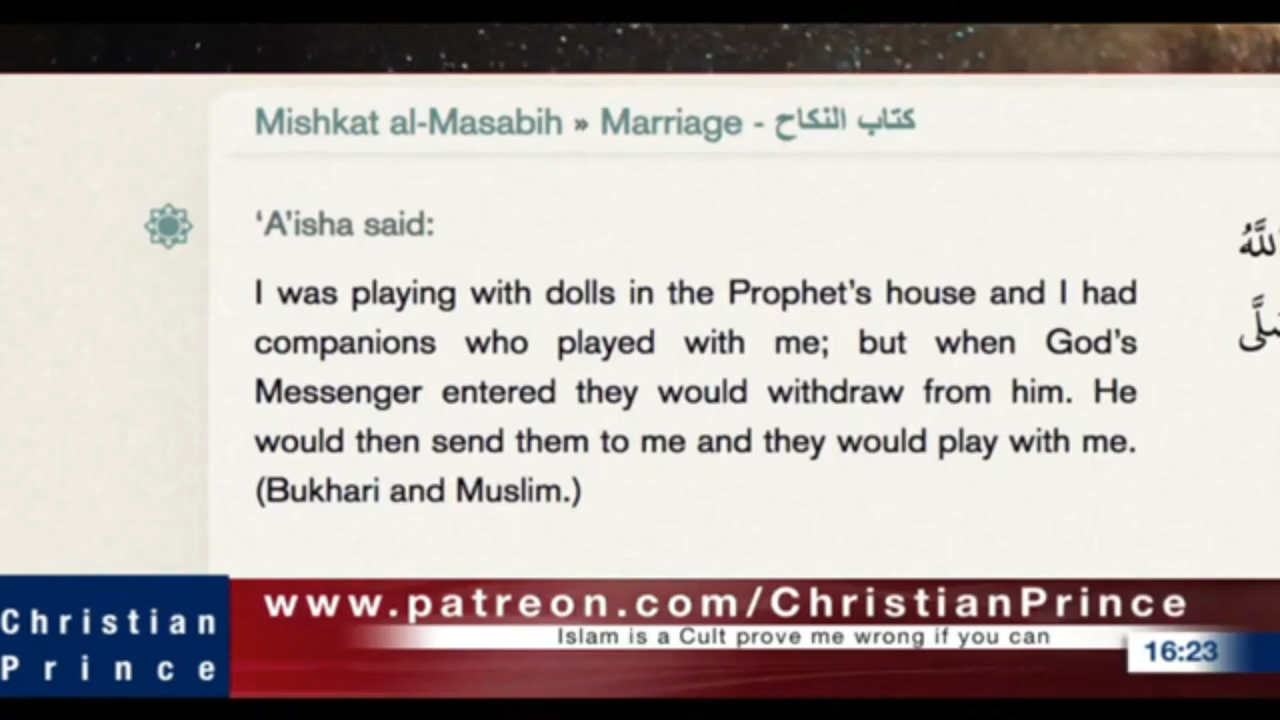 Mishkat al-Masabih » Marriage - كتاب النكاح
‘A’isha said:
I was playing with dolls in the Prophet’s house and I had
companions who played with me; but when God’s
Messenger entered they would withdraw from him. He
would then send them to me and they would play with me.
(Bukhari and Muslim.)
Christian
Prince
www.patreon.com/ChristianPrince
Islam is a Cult prove me wrong if you can
16:23